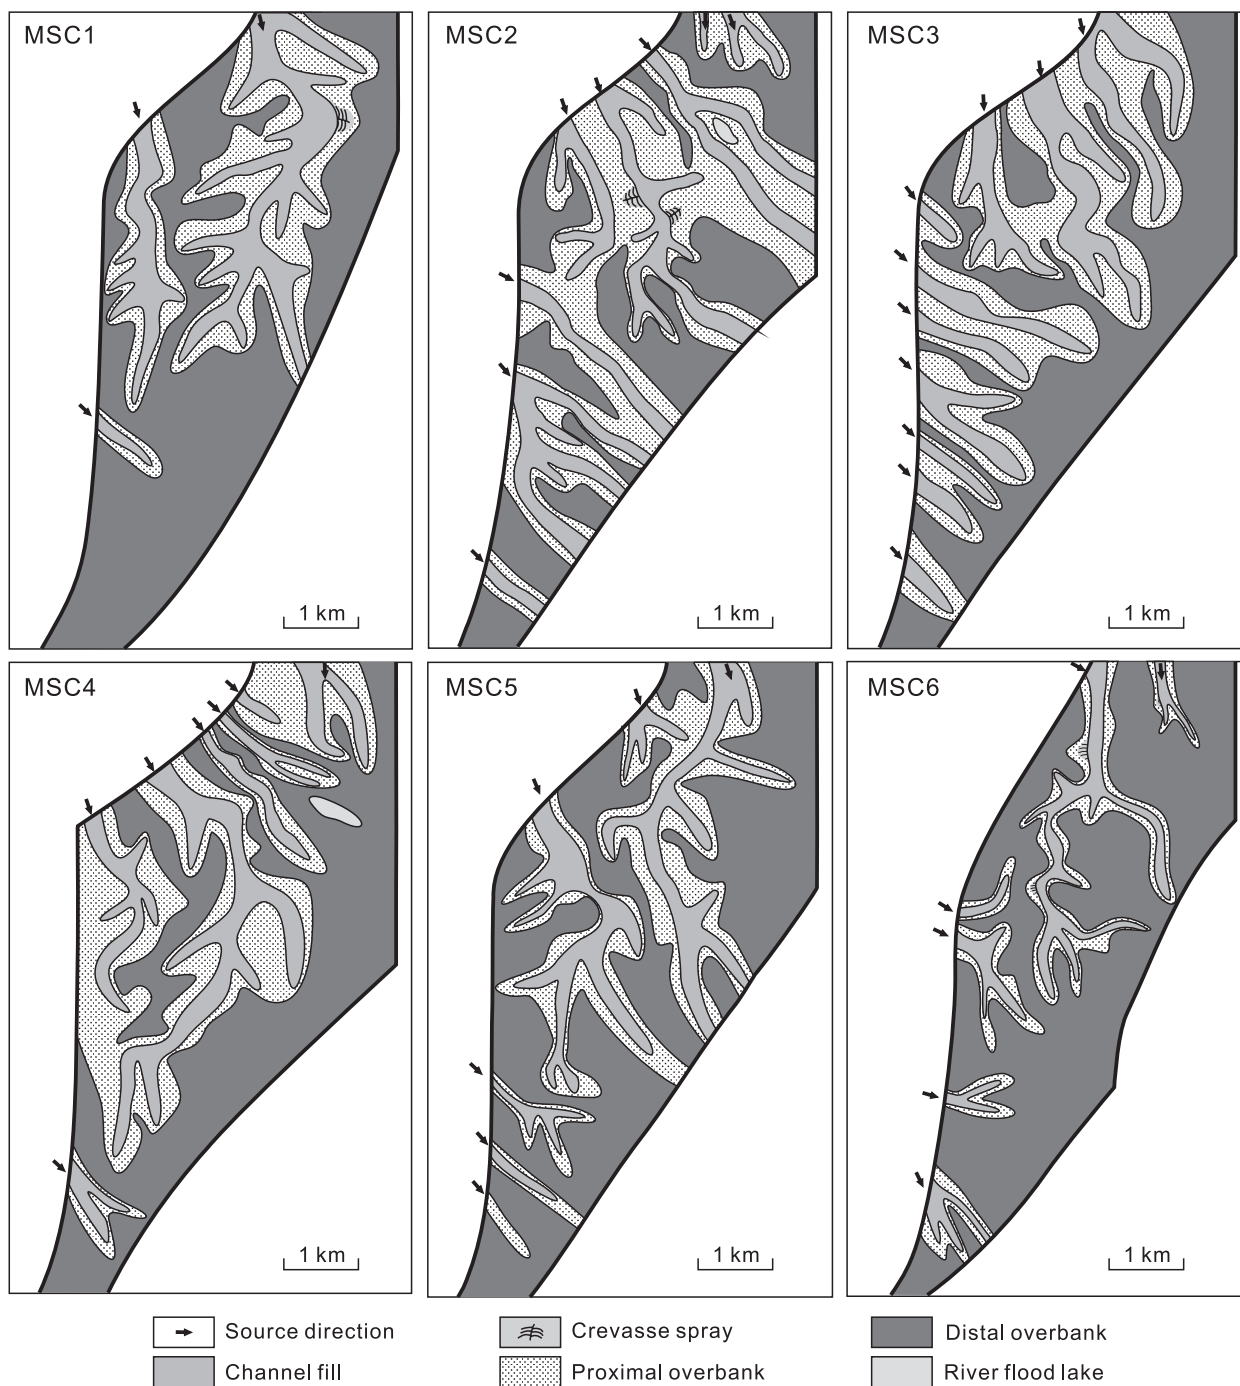 MSC1
MSC2
MSC3
1 km
1 km
1 km
MSC4
MSC5
MSC6
1 km
1 km
1 km
Source direction
Crevasse spray
Distal overbank
Channel fill
Proximal overbank
River flood lake